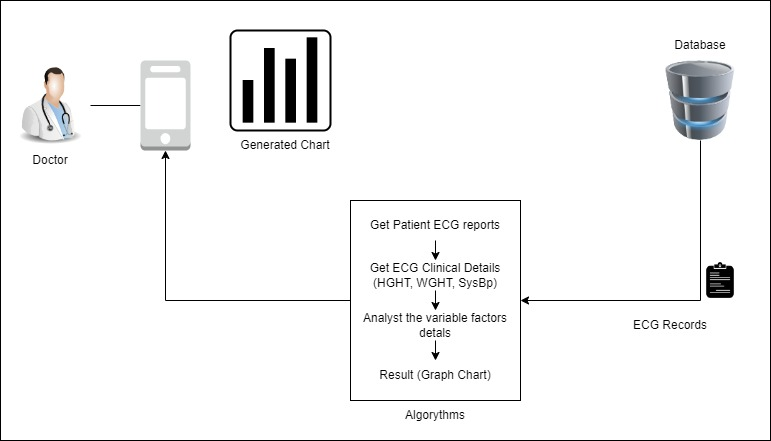 Database
Generated Chart
Doctor
Get Patient ECG reports
Get ECG Clinical Details
(HGHT, WGHT, SysBp)
Analyst the variable factors
detals
Result (Graph Chart)
ECG Records
Algorythms